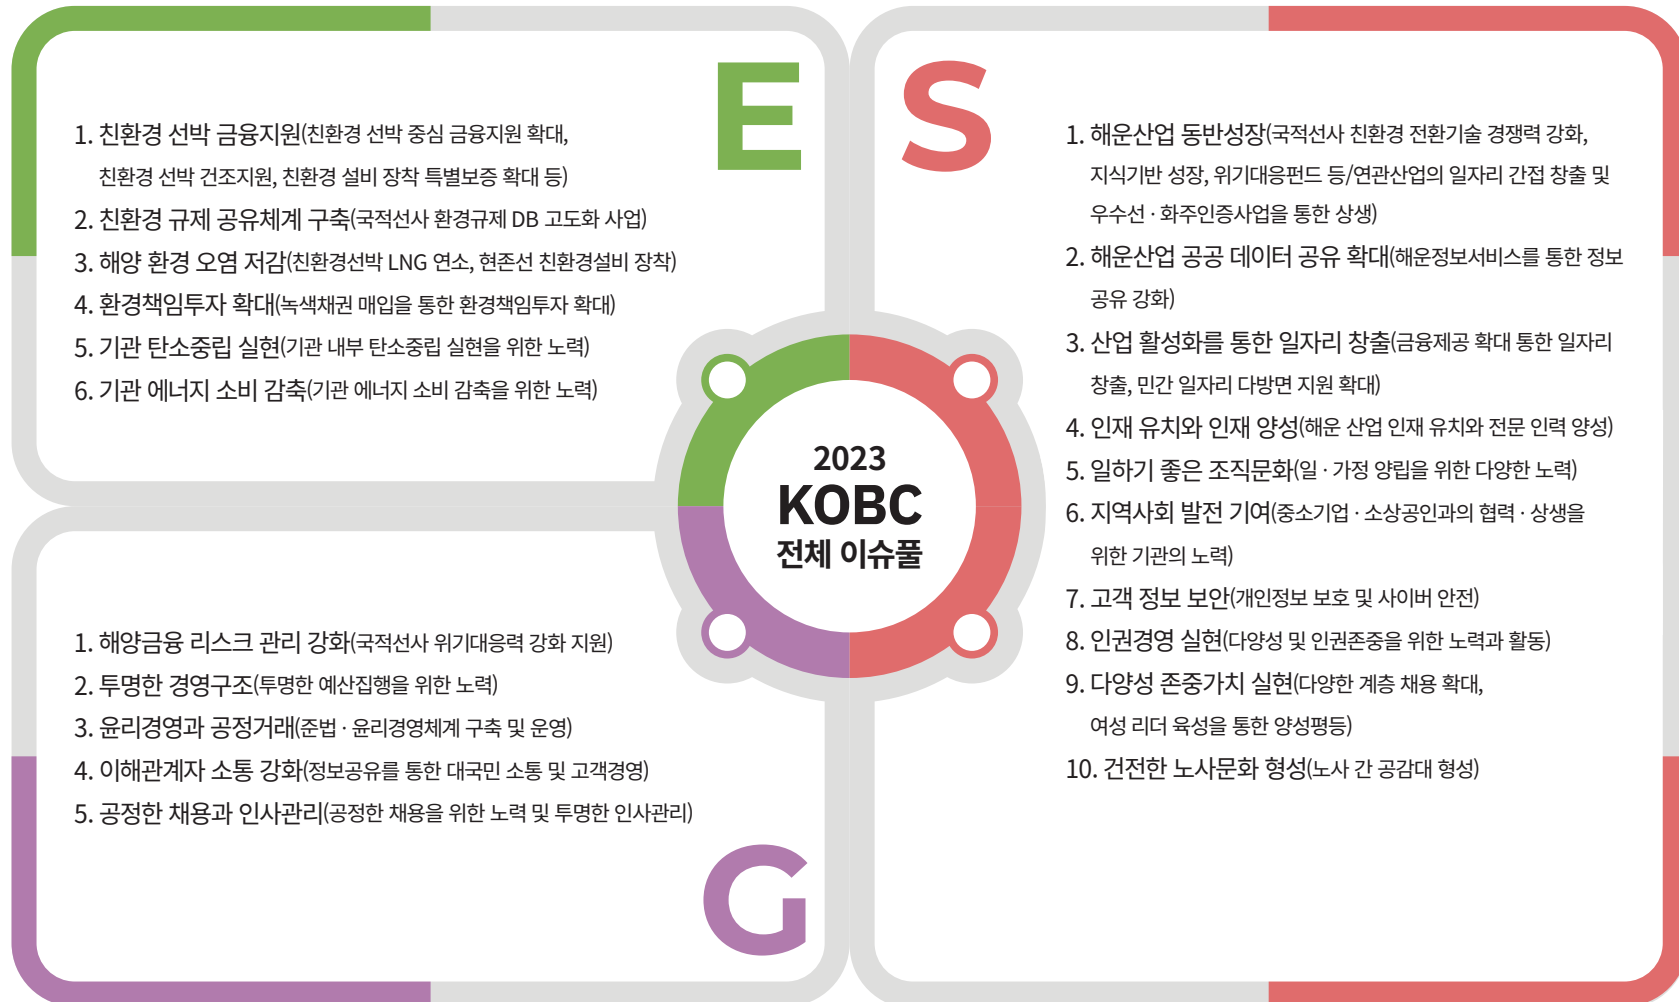 E
1. 친환경 선박 금융지원(친환경 선박 중심 금융지원 확대,
친환경 선박 건조지원, 친환경 설비 장착 특별보증 확대 등)
2. 친환경 규제 공유체계 구축(국적선사 환경규제 DB 고도화 사업)
3. 해양 환경 오염 저감(친환경선박 LNG 연소, 현존선 친환경설비 장착)
4. 환경책임투자 확대(녹색채권 매입을 통한 환경책임투자 확대)
5. 기관 탄소중립 실현(기관 내부 탄소중립 실현을 위한 노력)
6. 기관 에너지 소비 감축(기관 에너지 소비 감축을 위한 노력)
S
1. 해운산업 동반성장(국적선사 친환경 전환기술 경쟁력 강화,
지식기반 성장, 위기대응펀드 등/연관산업의 일자리 간접 창출 및
우수선 · 화주인증사업을 통한 상생)
2. 해운산업 공공 데이터 공유 확대(해운정보서비스를 통한 정보
공유 강화)
3. 산업 활성화를 통한 일자리 창출(금융제공 확대 통한 일자리
창출, 민간 일자리 다방면 지원 확대)
4. 인재 유치와 인재 양성(해운 산업 인재 유치와 전문 인력 양성)
5. 일하기 좋은 조직문화(일 · 가정 양립을 위한 다양한 노력)
6. 지역사회 발전 기여(중소기업 · 소상공인과의 협력 · 상생을
위한 기관의 노력)
7. 고객 정보 보안(개인정보 보호 및 사이버 안전)
8. 인권경영 실현(다양성 및 인권존중을 위한 노력과 활동)
9. 다양성 존중가치 실현(다양한 계층 채용 확대,
여성 리더 육성을 통한 양성평등)
10. 건전한 노사문화 형성(노사 간 공감대 형성)
2023
KOBC
전체 이슈풀
1. 해양금융 리스크 관리 강화(국적선사 위기대응력 강화 지원)
2. 투명한 경영구조(투명한 예산집행을 위한 노력)
3. 윤리경영과 공정거래(준법 · 윤리경영체계 구축 및 운영)
4. 이해관계자 소통 강화(정보공유를 통한 대국민 소통 및 고객경영)
5. 공정한 채용과 인사관리(공정한 채용을 위한 노력 및 투명한 인사관리)
G